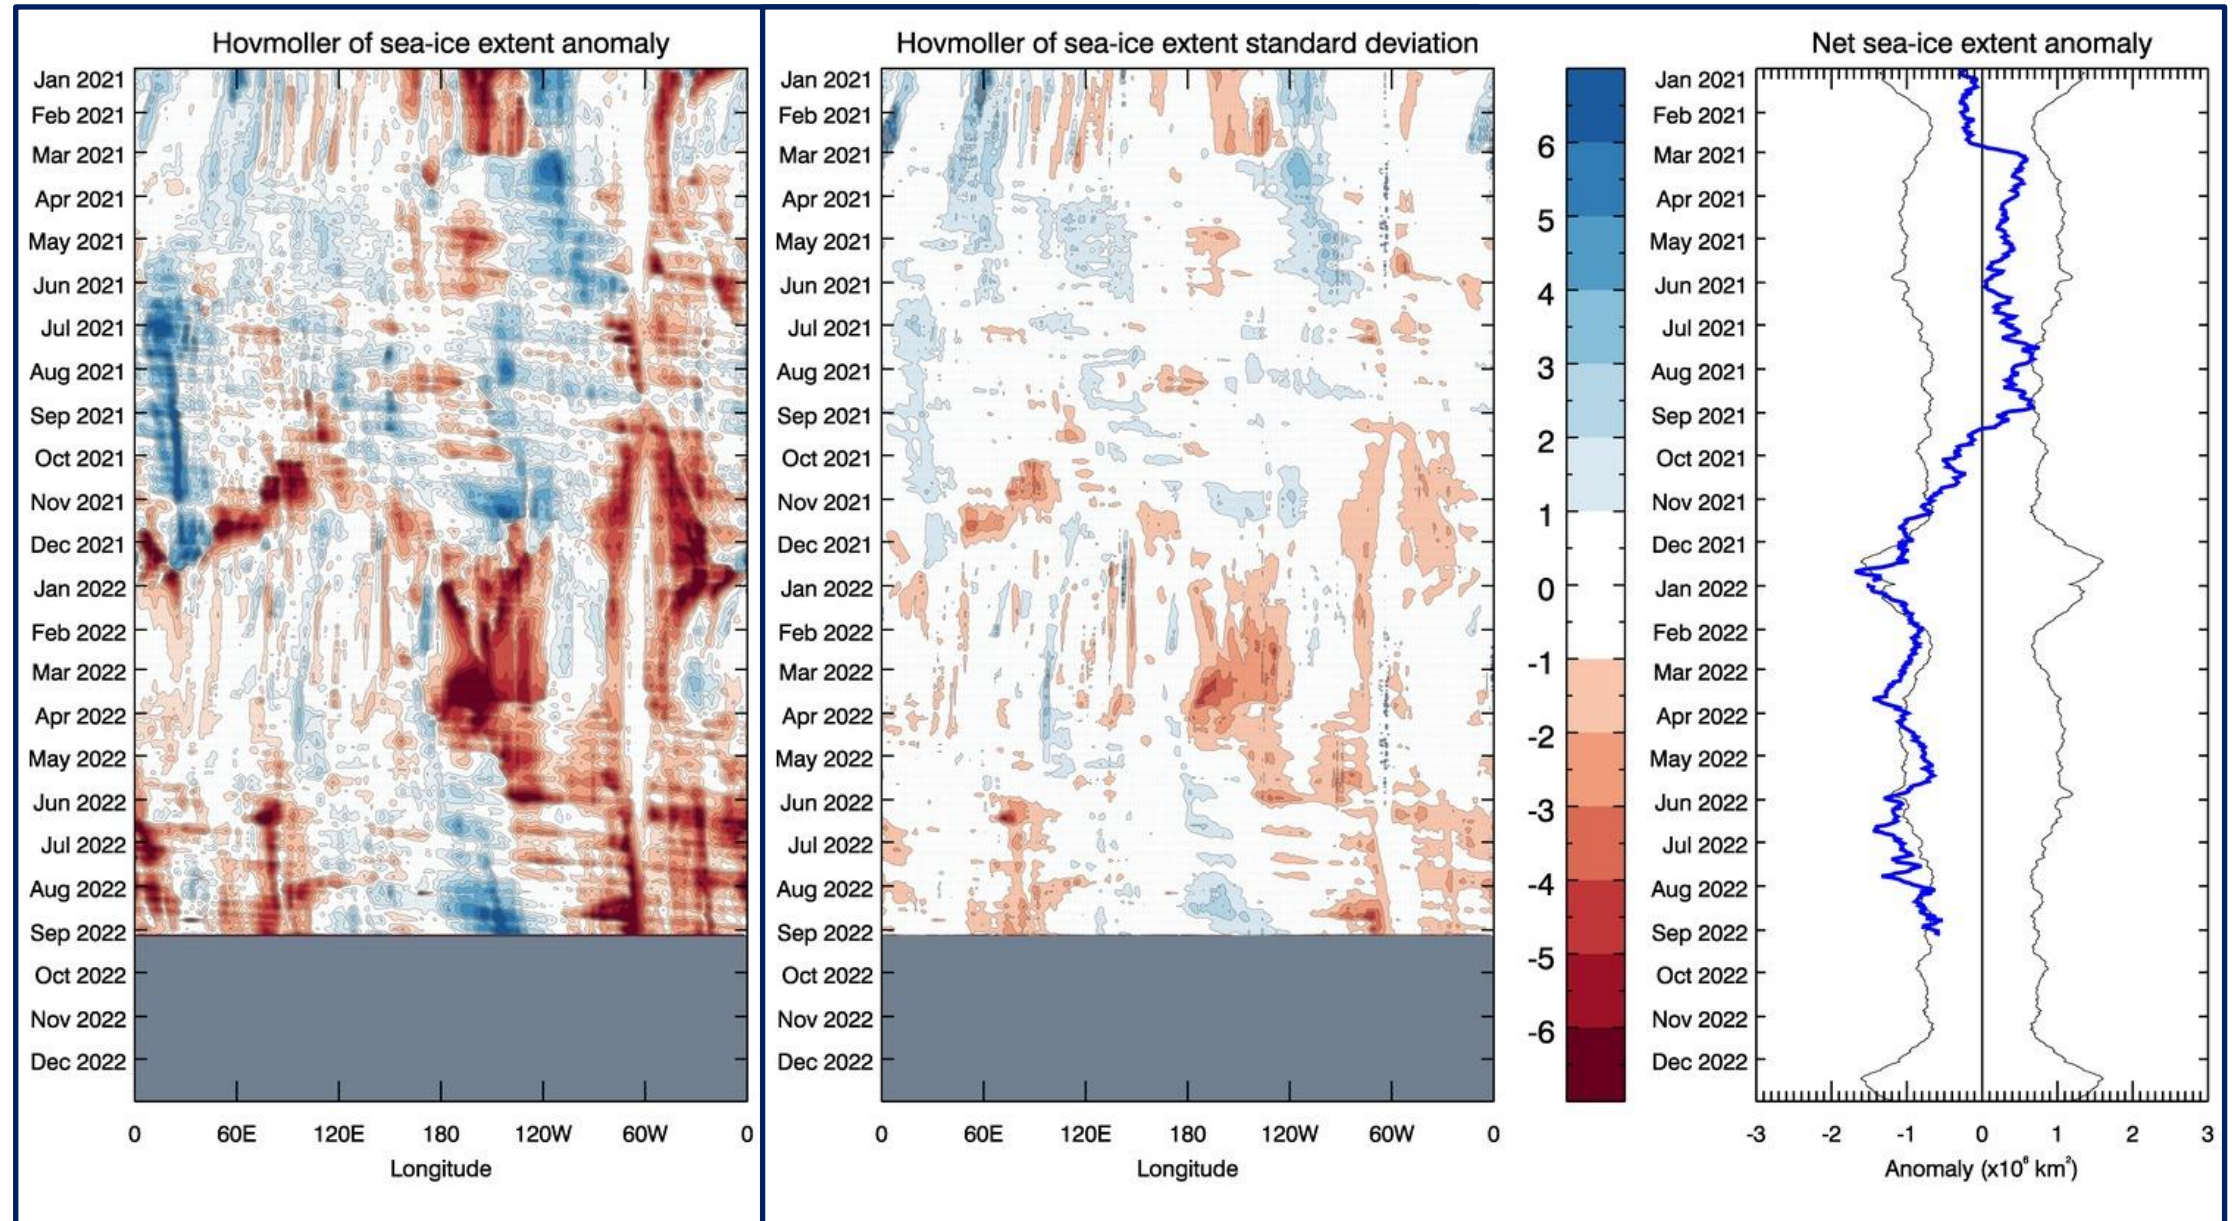 Hovmoller of sea-ice extent anomaly
Jan 2021
Feb 2021
Mar 2021
Apr 2021
May 2021
Jun 2021
Jul 2021
Aug 2021
Sep 2021
Oct 2021
Nov 2021
Dec 2021
Jan 2022
Feb 2022
Mar 2022
Apr 2022
May 2022
Jun 2022
Jul 2022
Aug 2022
Sep 2022
Oct 2022
Nov 2022
Dec 2022
0 60E 120E 180 120W 60W 0
Longitude
Hovmoller of sea-ice extent standard deviation
Jan 2021
Feb 2021
Mar 2021
Apr 2021
May 2021
Jun 2021
Jul 2021
Aug 2021
Sep 2021
Oct 2021
Nov 2021
Dec 2021
Jan 2022
Feb 2022
Mar 2022
Apr 2022
May 2022
Jun 2022
Jul 2022
Aug 2022
Sep 2022
Oct 2022
Nov 2022
Dec 2022
0 60E 120E 180 120W 60W 0
Longitude
6
5
4
3
2
1
0
-1
-2
-3
-4
-5
-6
Net sea-ice extent anomaly
Jan 2021
Feb 2021
Mar 2021
Apr 2021
May 2021
Jun 2021
Jul 2021
Aug 2021
Sep 2021
Oct 2021
Nov 2021
Dec 2021
Jan 2022
Feb 2022
Mar 2022
Apr 2022
May 2022
Jun 2022
Jul 2022
Aug 2022
Sep 2022
Oct 2022
Nov 2022
Dec 2022
-3 -2 -1 0 1 2 3
Anomaly (x10⁶ km²)